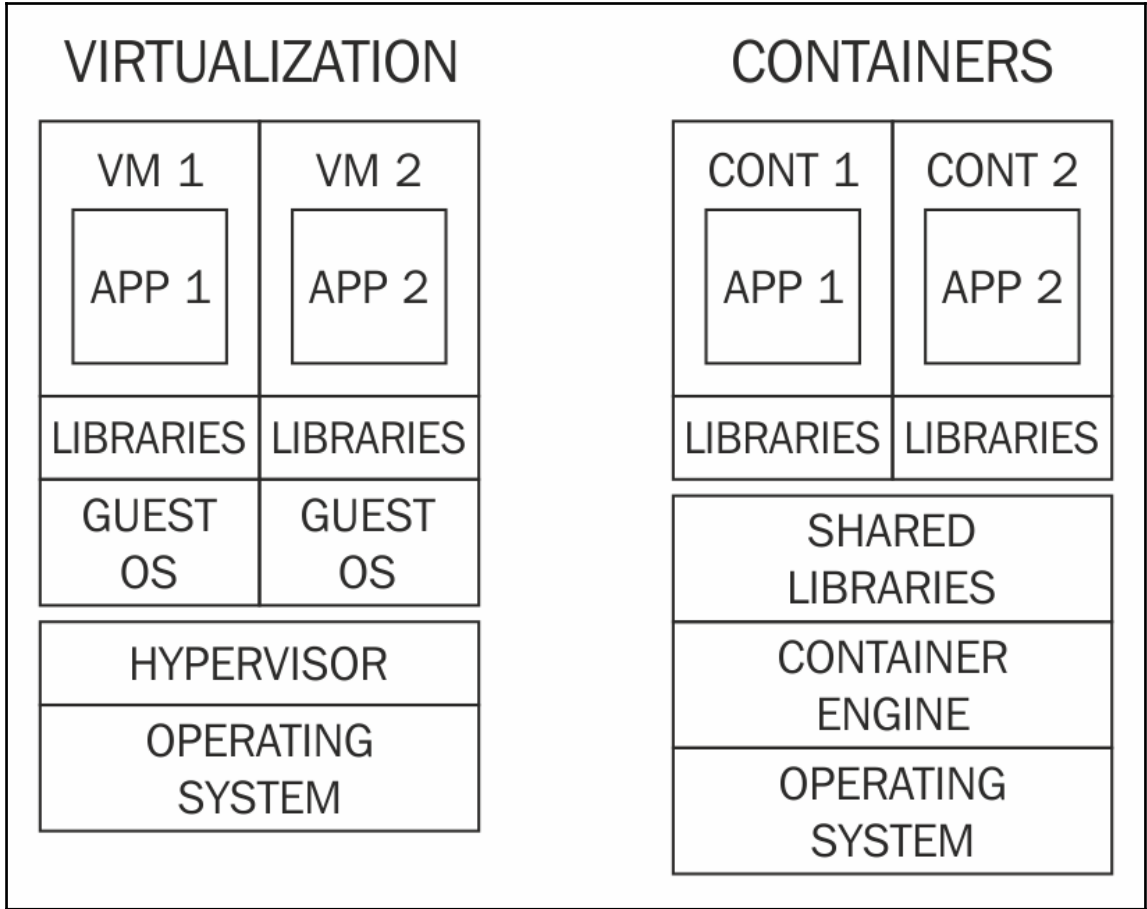 VIRTUALIZATION
VM 1
VM 2
APP 1
APP 2
LIBRARIES
LIBRARIES
GUEST
OS
GUEST
OS
HYPERVISOR
OPERATING
SYSTEM
CONTAINERS
CONT 1
CONT 2
APP 1
APP 2
LIBRARIES
LIBRARIES
SHARED
LIBRARIES
CONTAINER
ENGINE
OPERATING
SYSTEM